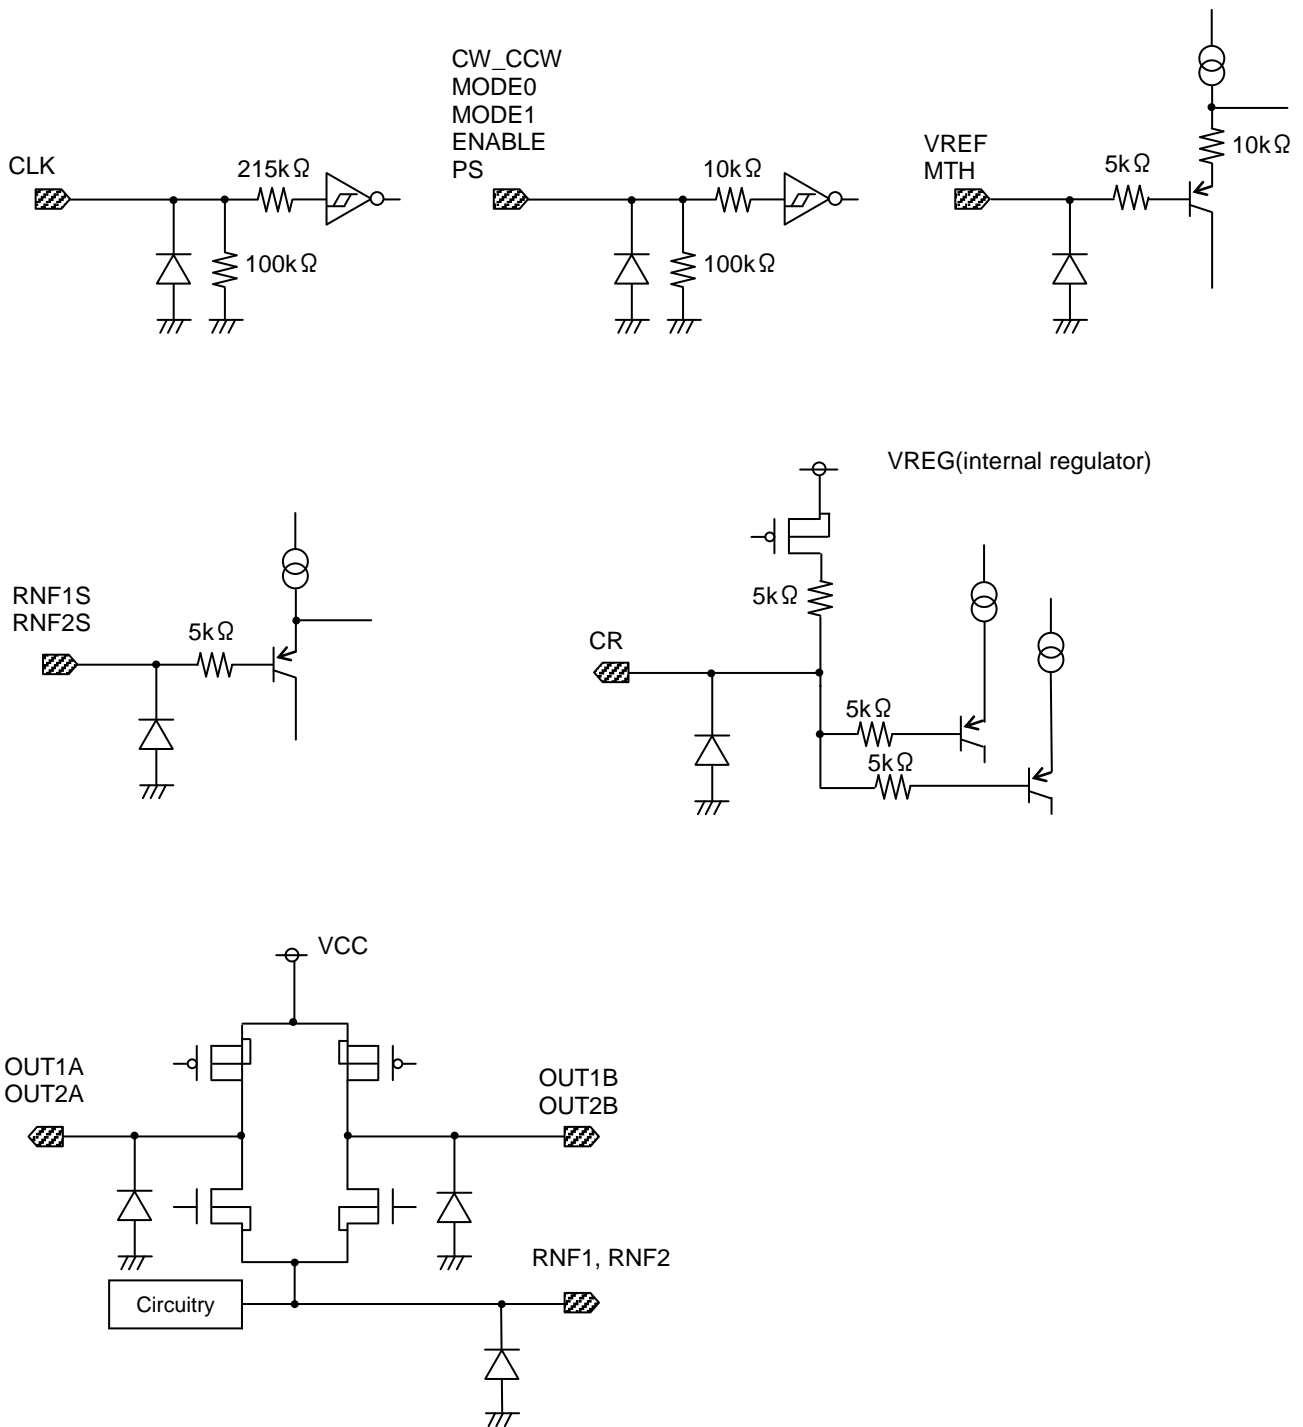 CLK
215kΩ
100kΩ
CW_CCW
MODE0
MODE1
ENABLE
PS
10kΩ
100kΩ
VREF
MTH
5kΩ
10kΩ
RNF1S
RNF2S
5kΩ
VREG(internal regulator)
5kΩ
CR
5kΩ
5kΩ
VCC
OUT1A
OUT2A
OUT1B
OUT2B
RNF1, RNF2
Circuitry